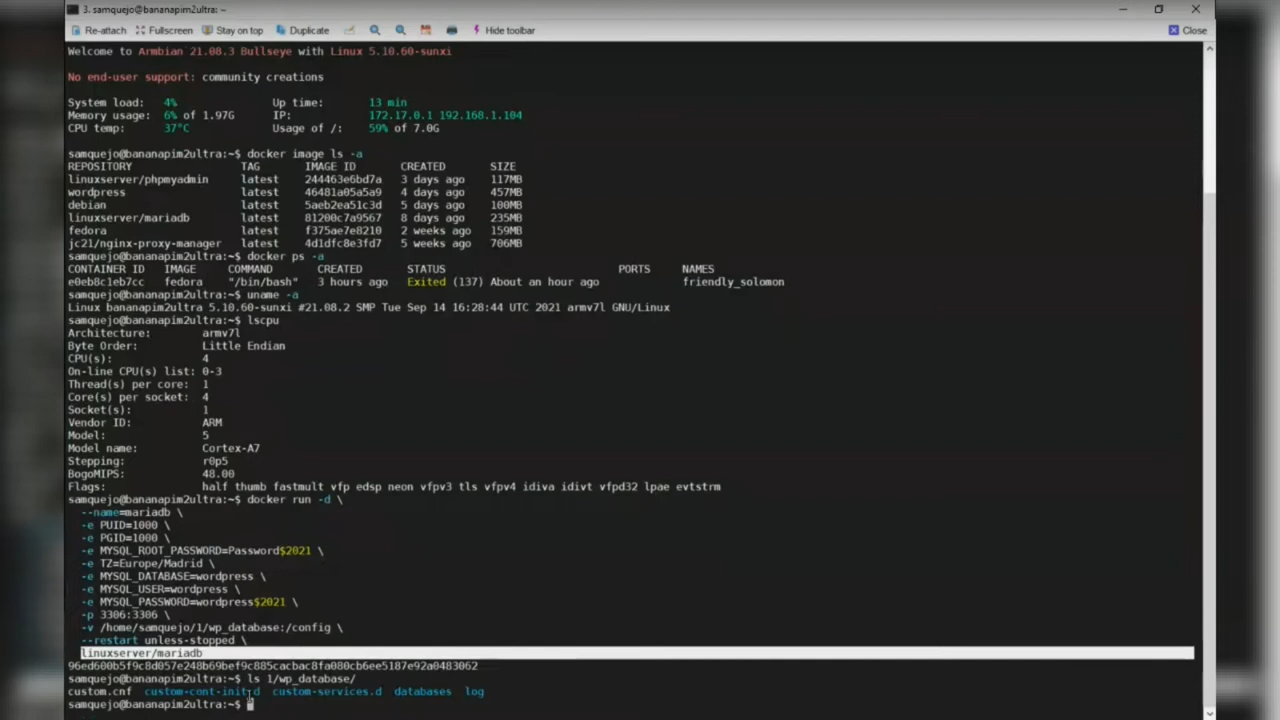 3. samquejo@bananapim2ultra: ~
Re-attach Fullscreen Stay on top Duplicate Hide toolbar Close
Welcome to Armbian 21.08.3 Bullseye with Linux 5.10.60-sunxi
No end-user support: community creations
System load: 4% Up time: 13 min
Memory usage: 6% of 1.97G IP: 172.17.0.1 192.168.1.104
CPU temp: 37°C Usage of /: 59% of 7.0G
samquejo@bananapim2ultra:~$ docker image ls -a
REPOSITORY TAG IMAGE ID CREATED SIZE
linuxserver/phpmyadmin latest 244463e6bd7a 3 days ago 117MB
wordpress latest 46481a05a5a9 4 days ago 457MB
debian latest 5aeb2ea51c3d 5 days ago 100MB
linuxserver/mariadb latest 81200c7a9567 8 days ago 235MB
fedora latest f375ae7e8210 2 weeks ago 159MB
jc21/nginx-proxy-manager latest 4d1dfc8e3fd7 5 weeks ago 706MB
samquejo@bananapim2ultra:~$ docker ps -a
CONTAINER ID IMAGE COMMAND CREATED STATUS PORTS NAMES
e0eb8c1eb7cc fedora "/bin/bash" 3 hours ago Exited (137) About an hour ago friendly_solomon
samquejo@bananapim2ultra:~$ uname -a
Linux bananapim2ultra 5.10.60-sunxi #21.08.2 SMP Tue Sep 14 16:28:44 UTC 2021 armv7l GNU/Linux
samquejo@bananapim2ultra:~$ lscpu
Architecture: armv7l
Byte Order: Little Endian
CPU(s): 4
On-line CPU(s) list: 0-3
Thread(s) per core: 1
Core(s) per socket: 4
Socket(s): 1
Vendor ID: ARM
Model: 5
Model name: Cortex-A7
Stepping: r0p5
BogoMIPS: 48.00
Flags: half thumb fastmult vfp edsp neon vfpv3 tls vfpv4 idiva idivt vfpd32 lpae evtstrm
samquejo@bananapim2ultra:~$ docker run -d \
--name=mariadb \
-e PUID=1000 \
-e PGID=1000 \
-e MYSQL_ROOT_PASSWORD=Password$2021 \
-e TZ=Europe/Madrid \
-e MYSQL_DATABASE=wordpress \
-e MYSQL_USER=wordpress \
-e MYSQL_PASSWORD=wordpress$2021 \
-p 3306:3306 \
-v /home/samquejo/1/wp_database:/config \
--restart unless-stopped \
linuxserver/mariadb
96ed600b5f9c8d057e248b69bef9c885cacbac8fa080cb6ee5187e92a0483062
samquejo@bananapim2ultra:~$ ls 1/wp_database/
custom.cnf custom-cont-init.d custom-services.d databases log
samquejo@bananapim2ultra:~$